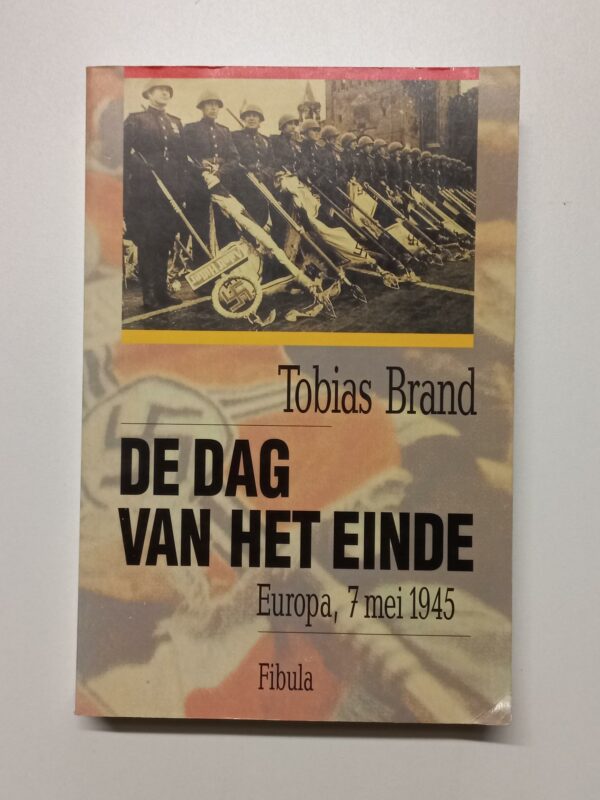 Tobias Brand
DE DAG
VAN HET EINDE
Europa, 7 mei 1945
Fibula